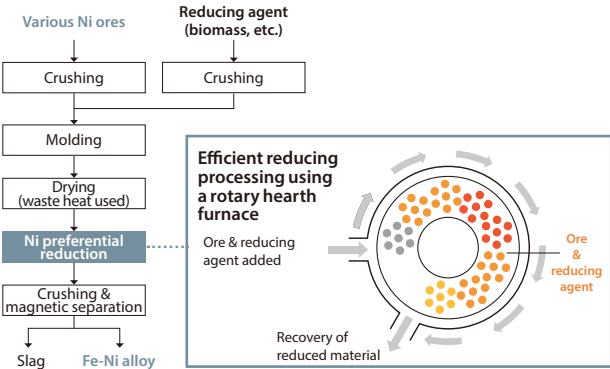 Various Ni ores
Reducing agent
(biomass, etc.)
Crushing
Crushing
Molding
Drying
(waste heat used)
Ni preferential
reduction
Crushing &
magnetic separation
Slag
Fe-Ni alloy
Efficient reducing
processing using
a rotary hearth
furnace
Ore & reducing
agent added
Ore
&
reducing
agent
Recovery of
reduced material